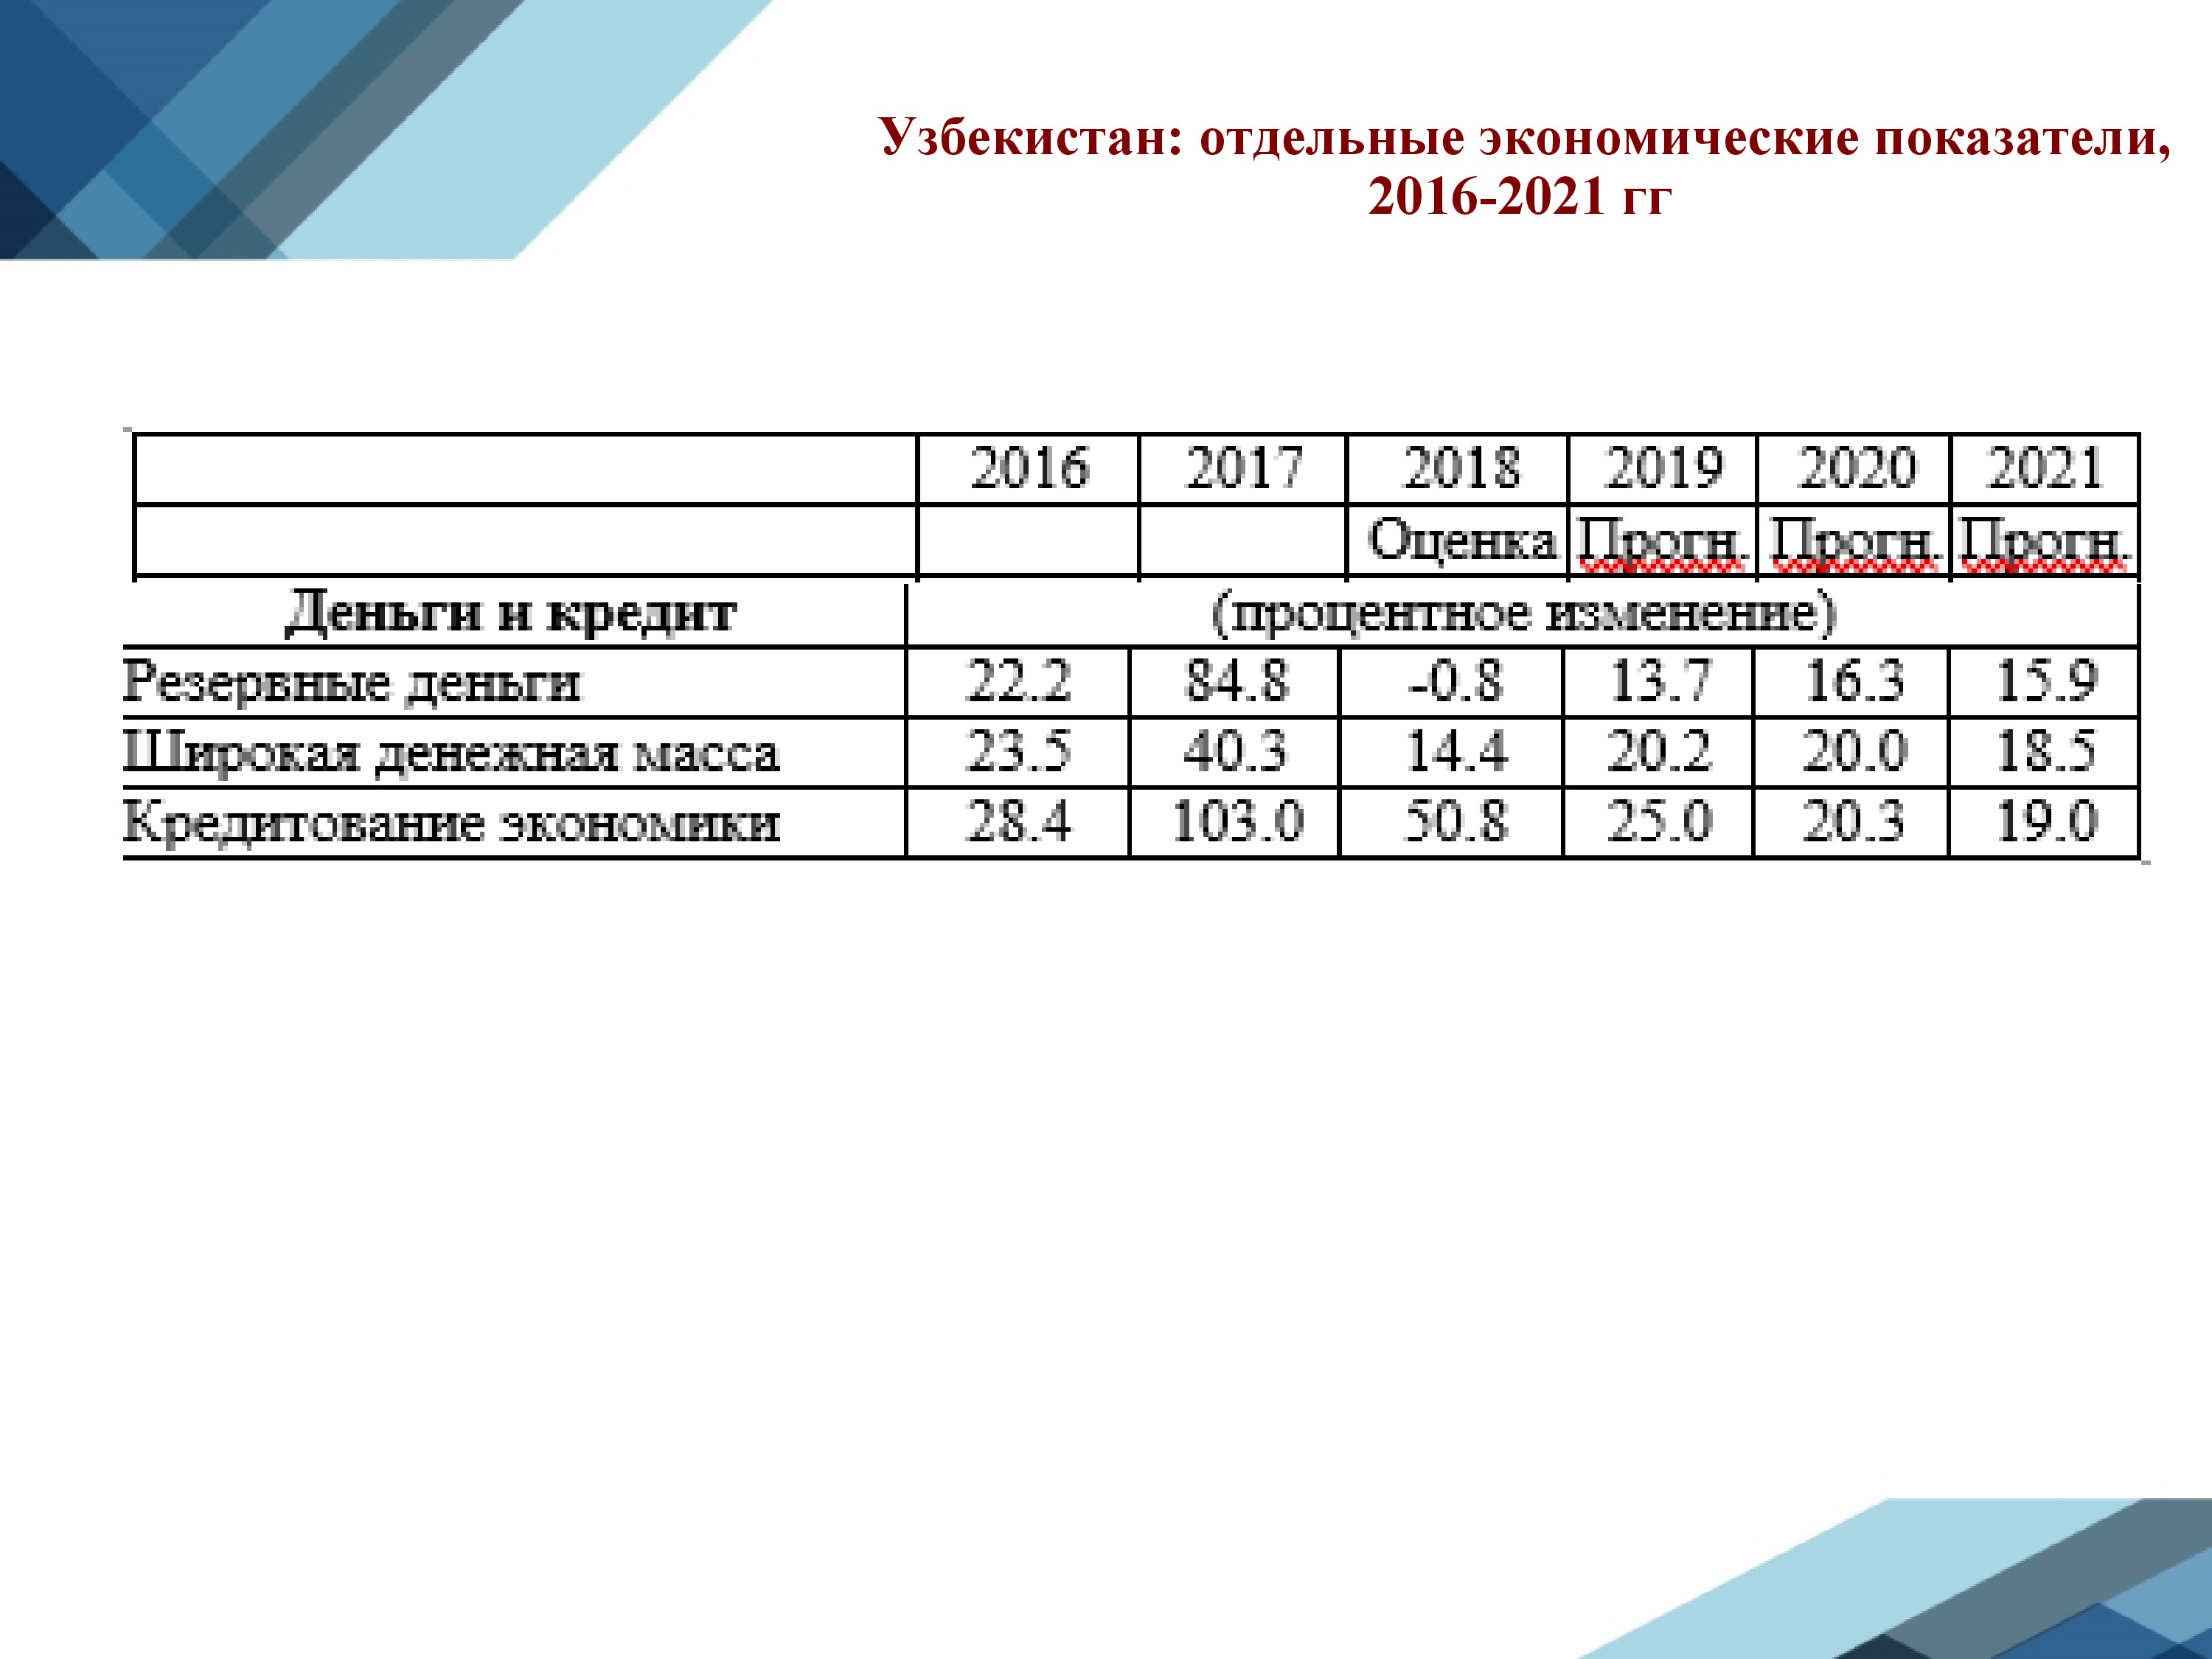 Узбекистан: отдельные экономические показатели,
2016-2021 гг
2016 2017 2018 2019 2020 2021
Оценка Прогн. Прогн. Прогн.
Деньги и кредит (процентное изменение)
Резервные деньги 22.2 84.8 -0.8 13.7 16.3 15.9
Широкая денежная масса 23.5 40.3 14.4 20.2 20.0 18.5
Кредитование экономики 28.4 103.0 50.8 25.0 20.3 19.0